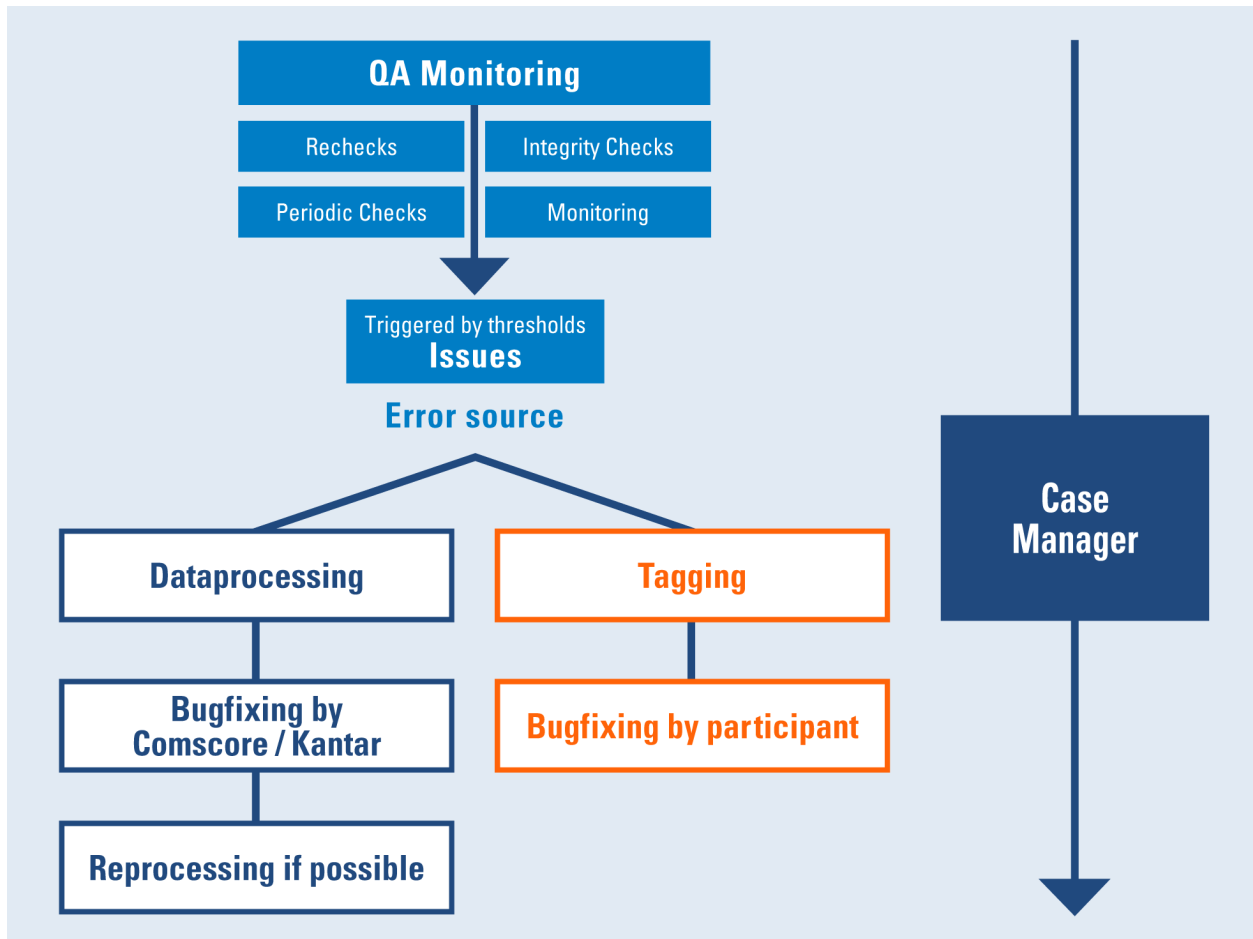 QA Monitoring
Rechecks
Integrity Checks
Periodic Checks
Monitoring
Triggered by thresholds
Issues
Error source
Case
Manager
Dataprocessing
Tagging
Bugfixing by
Comscore / Kantar
Bugfixing by participant
Reprocessing if possible